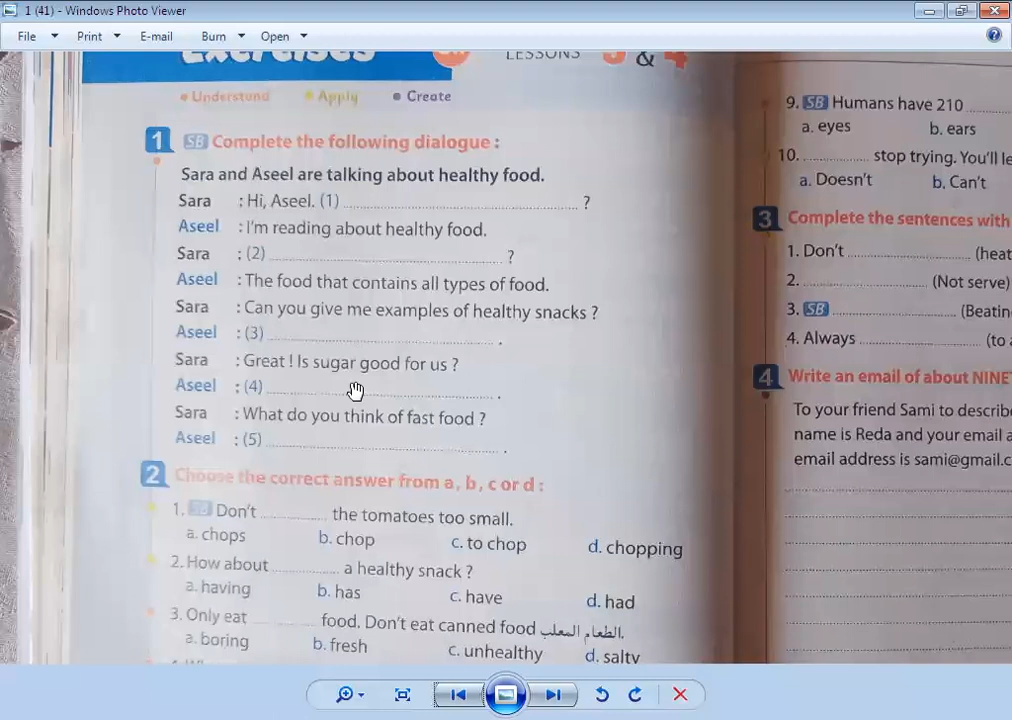 1 (41) - Windows Photo Viewer
File Print E-mail Burn Open
Exercises LESSONS 3 & 4
Understand Apply Create
1 SB Complete the following dialogue :
Sara and Aseel are talking about healthy food.
Sara : Hi, Aseel. (1) ............ ?
Aseel : I'm reading about healthy food.
Sara : (2) ............ ?
Aseel : The food that contains all types of food.
Sara : Can you give me examples of healthy snacks ?
Aseel : (3) ............ .
Sara : Great ! Is sugar good for us ?
Aseel : (4) ............ .
Sara : What do you think of fast food ?
Aseel : (5) ............ .
2 Choose the correct answer from a, b, c or d :
1. SB Don't ............ the tomatoes too small.
a. chops b. chop c. to chop d. chopping
2. How about ............ a healthy snack ?
a. having b. has c. have d. had
3. Only eat ............ food. Don't eat canned food الطعام المعلب.
a. boring b. fresh c. unhealthy d. salty
9. SB Humans have 210
a. eyes b. ears
10. ............ stop trying. You'll le
a. Doesn't b. Can't
3 Complete the sentences with
1. Don't ............ (heat
2. ............ (Not serve)
3. SB ............ (Beatin
4. Always ............ (to a
4 Write an email of about NINET
To your friend Sami to describe
name is Reda and your email a
email address is sami@gmail.c